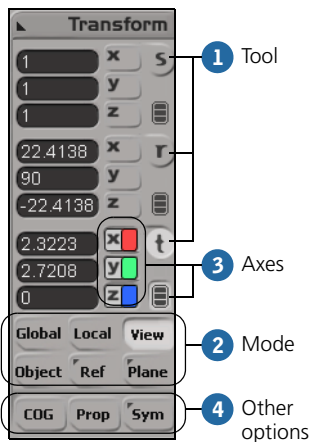 Transform
1 x s
1 y
1 z
22.4138 x r
90 y
-22.4138 z
2.3223 x t
2.7208 y
0 z
Global Local View
Object Ref Plane
COG Prop Sym
1 Tool
3 Axes
2 Mode
4 Other
options